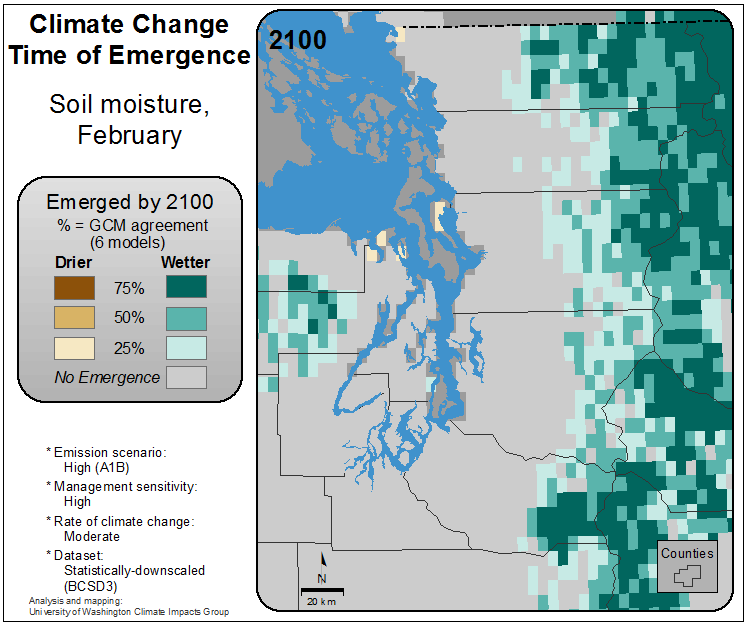 Climate Change
Time of Emergence
Soil moisture,
February
Emerged by 2100
% = GCM agreement
(6 models)
Drier Wetter
75%
50%
25%
No Emergence
* Emission scenario:
High (A1B)
* Management sensitivity:
High
* Rate of climate change:
Moderate
* Dataset:
Statistically-downscaled
(BCSD3)
Analysis and mapping:
University of Washington Climate Impacts Group
2100
N
20 km
Counties